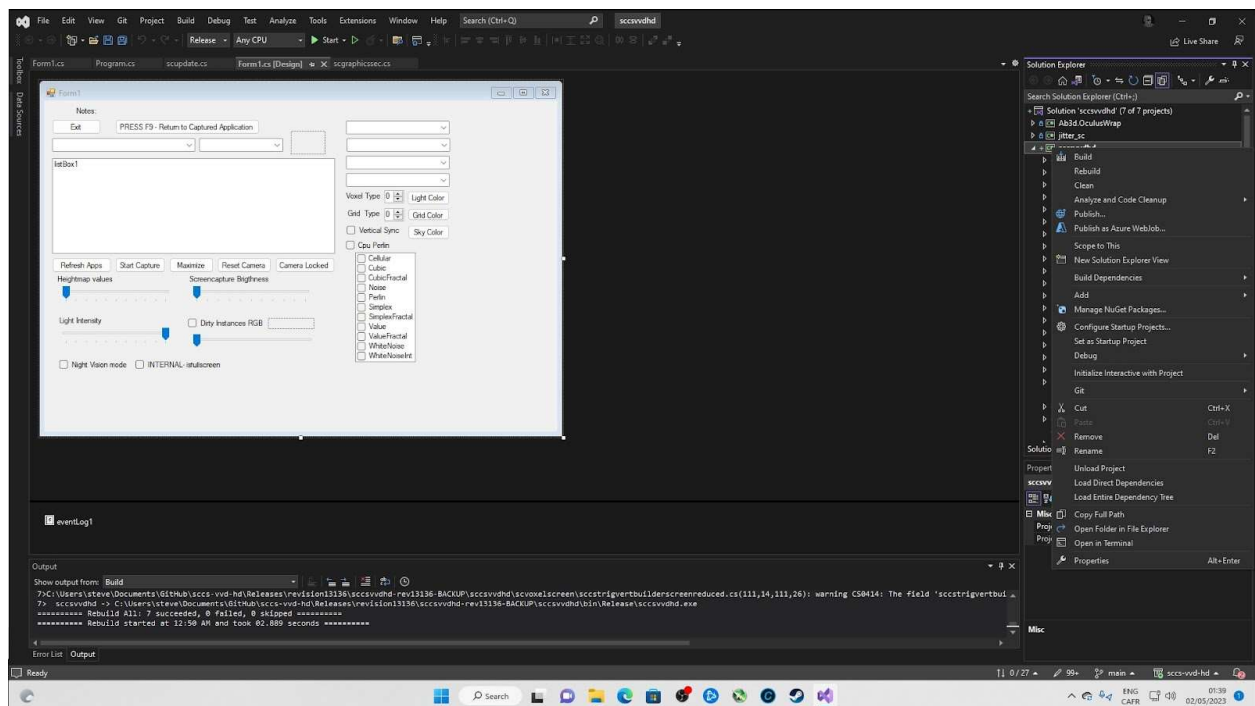 File Edit View Git Project Build Debug Test Analyze Tools Extensions Window Help Search (Ctrl+Q) sccsvvdhd
Release Any CPU Start Live Share
Form1.cs Program.cs scupdate.cs Form1.cs [Design] scgraphicssec.cs
Toolbox
Data Sources
Form1
Notes:
Exit PRESS F9 - Return to Captured Application
listBox1
Voxel Type 0 Light Color
Grid Type 0 Grid Color
Vertical Sync Sky Color
Cpu Perlin
Cellular
Cubic
CubicFractal
Noise
Perlin
Simplex
SimplexFractal
Value
ValueFractal
WhiteNoise
WhiteNoiseInt
Refresh Apps Start Capture Maximize Reset Camera Camera Locked
Heightmap values Screencapture Brigthness
Light Intensity Dirty Instances RGB
Night Vision mode INTERNAL-
eventLog1
Solution Explorer
Search Solution Explorer (Ctrl+;)
Solution 'sccsvvdhd' (7 of 7 projects)
Ab3d.OculusWrap
jitter_sc
Build
Rebuild
Clean
Analyze and Code Cleanup
Publish...
Publish as Azure WebJob...
Scope to This
New Solution Explorer View
Build Dependencies
Add
Manage NuGet Packages...
Configure Startup Projects...
Set as Startup Project
Debug
Initialize Interactive with Project
Git
Cut Ctrl+X
Paste Ctrl+V
Remove Del
Rename F2
Unload Project
Load Direct Dependencies
Load Entire Dependency Tree
Copy Full Path
Open Folder in File Explorer
Open in Terminal
Properties Alt+Enter
Solutio
Propert
sccsvv
Misc
Proj
Proj
Misc
Output
Show output from: Build
7>C:\Users\steve\Documents\GitHub\sccs-vvd-hd\Releases\revision13136\sccsvvdhd-rev13136-BACKUP\sccsvvdhd\scvoxelscreen\sccstrigvertbuilderscreenreduced.cs(111,14,111,26): warning CS0414: The field 'sccstrigvertbui
7> sccsvvdhd -> C:\Users\steve\Documents\GitHub\sccs-vvd-hd\Releases\revision13136\sccsvvdhd-rev13136-BACKUP\sccsvvdhd\bin\Release\sccsvvdhd.exe
========== Rebuild All: 7 succeeded, 0 failed, 0 skipped ==========
========== Rebuild started at 12:50 AM and took 02.889 seconds ==========
Error List Output
Ready 0 / 27 99+ main sccs-vvd-hd
Search ENG CAFR 01:39 02/05/2023